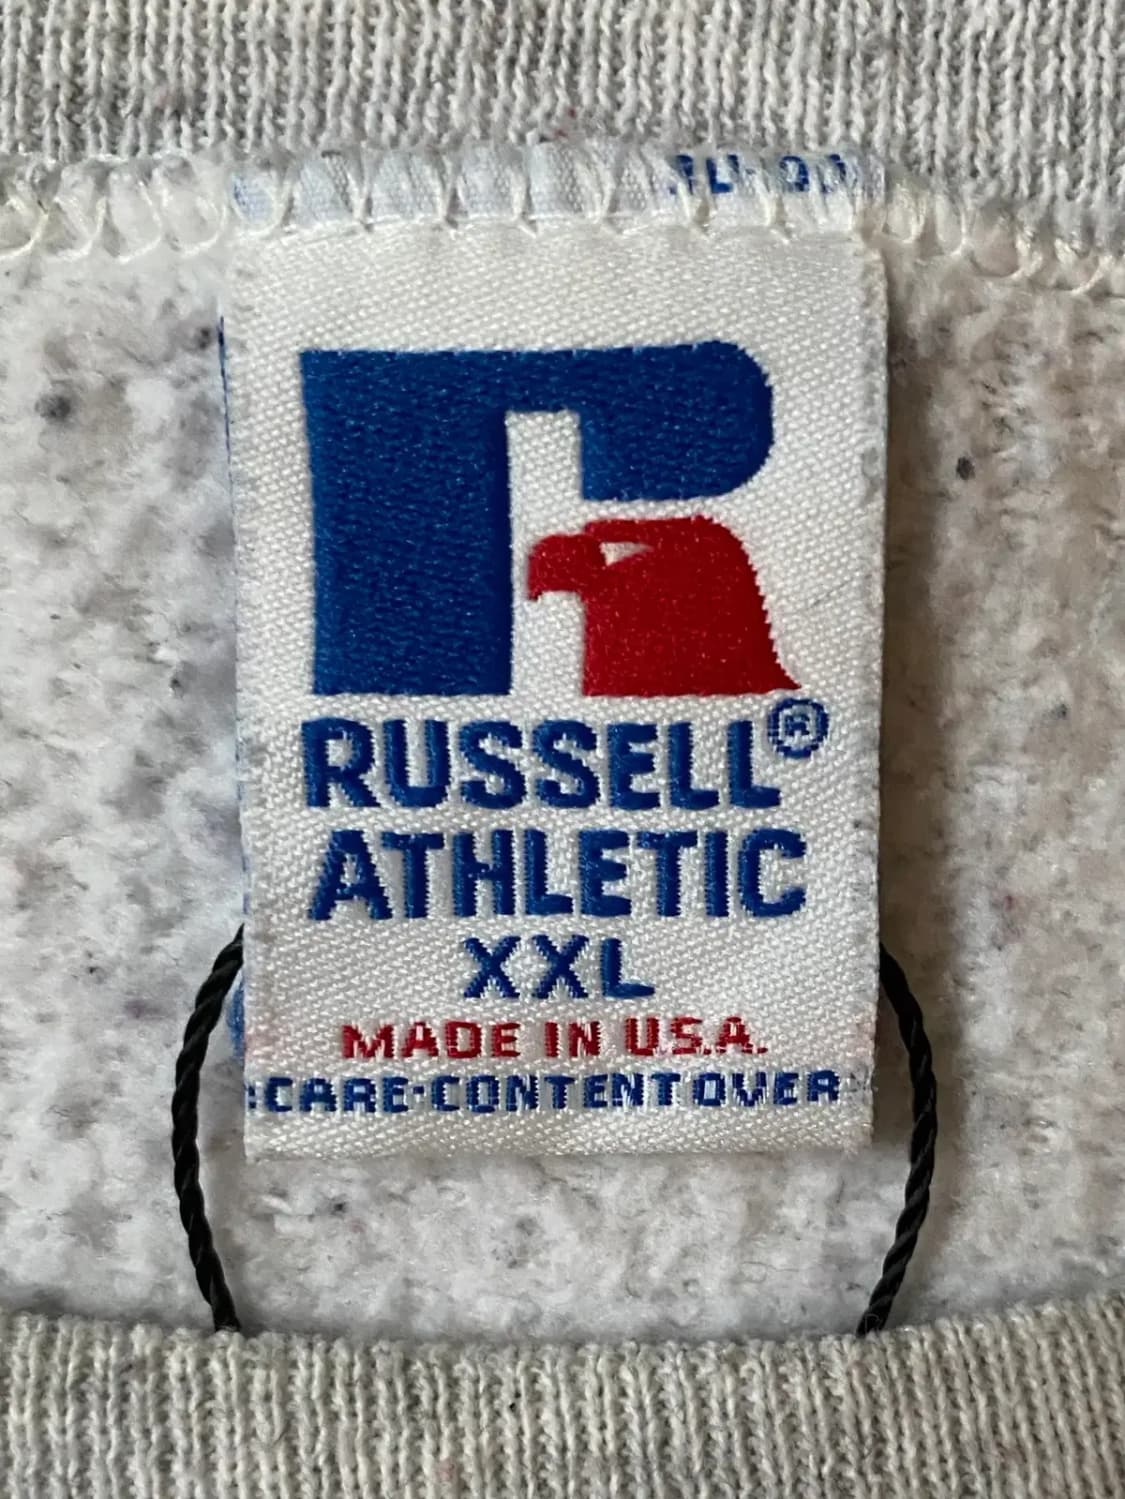 RUSSELL®
ATHLETIC
XXL
MADE IN U.S.A.
:CARE·CONTENT OVER: